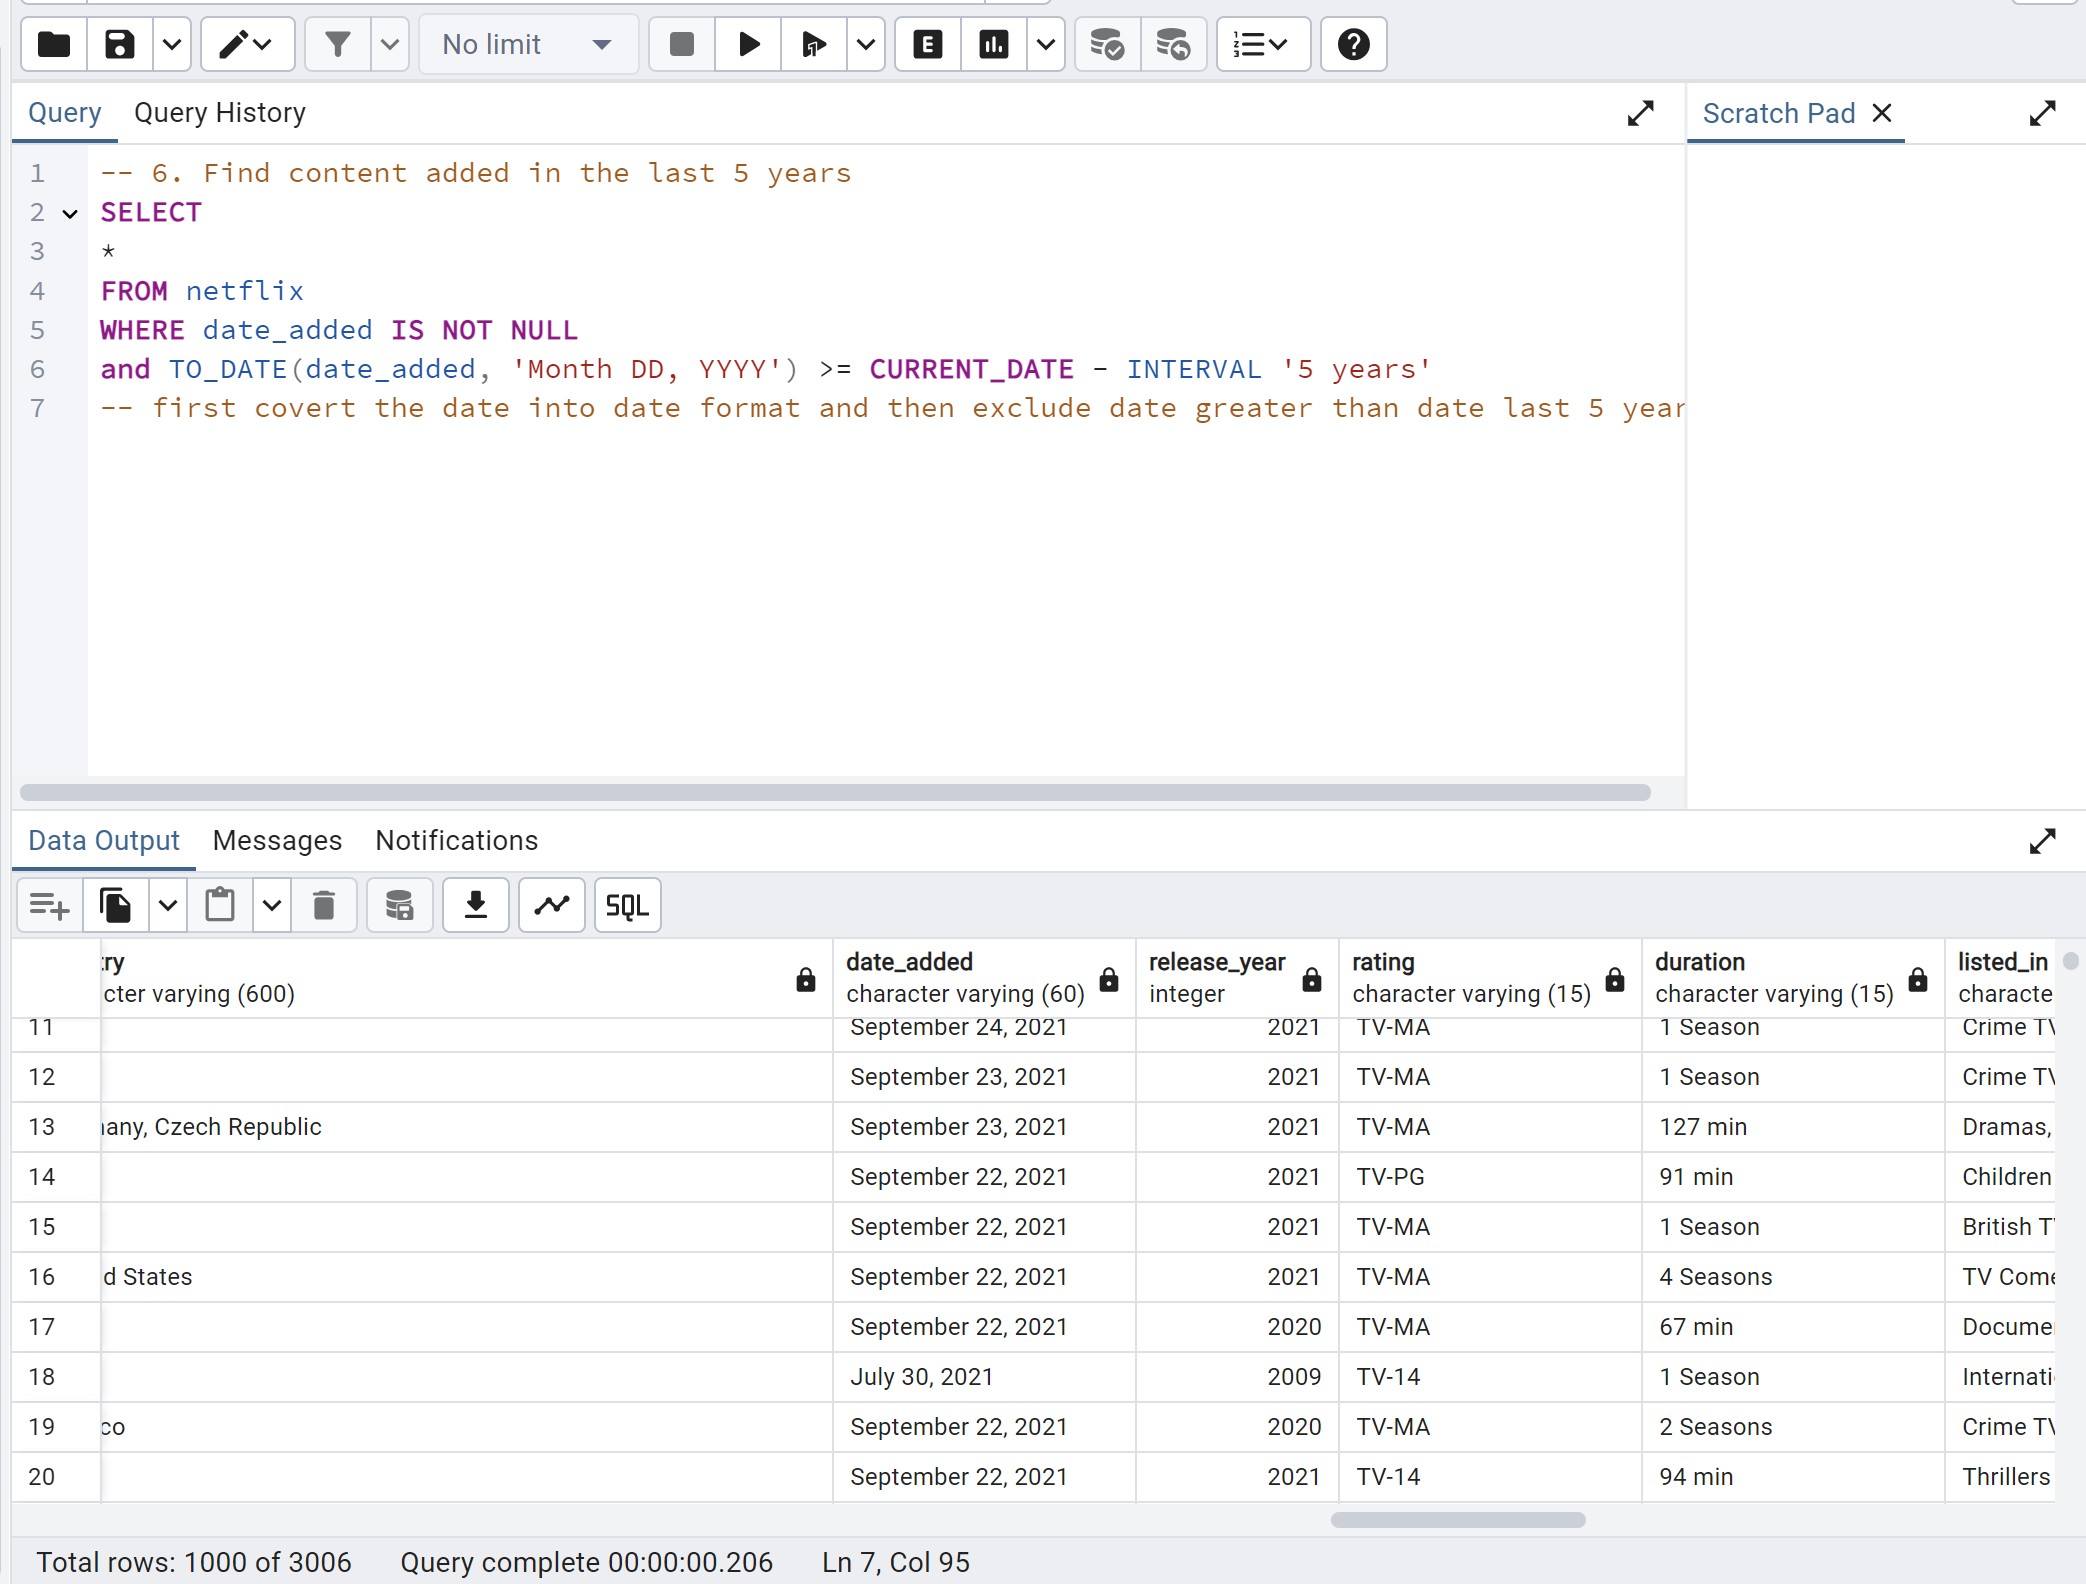 No limit
E
Query Query History Scratch Pad
1 -- 6. Find content added in the last 5 years
2 SELECT
3 *
4 FROM netflix
5 WHERE date_added IS NOT NULL
6 and TO_DATE(date_added, 'Month DD, YYYY') >= CURRENT_DATE - INTERVAL '5 years'
7 -- first covert the date into date format and then exclude date greater than date last 5 year
Data Output Messages Notifications
SQL
try date_added release_year rating duration listed_in
cter varying (600) character varying (60) integer character varying (15) character varying (15) characte
11 September 24, 2021 2021 TV-MA 1 Season Crime TV
12 September 23, 2021 2021 TV-MA 1 Season Crime TV
13 any, Czech Republic September 23, 2021 2021 TV-MA 127 min Dramas,
14 September 22, 2021 2021 TV-PG 91 min Children
15 September 22, 2021 2021 TV-MA 1 Season British T
16 d States September 22, 2021 2021 TV-MA 4 Seasons TV Come
17 September 22, 2021 2020 TV-MA 67 min Docume
18 July 30, 2021 2009 TV-14 1 Season Internati
19 co September 22, 2021 2020 TV-MA 2 Seasons Crime TV
20 September 22, 2021 2021 TV-14 94 min Thrillers
Total rows: 1000 of 3006 Query complete 00:00:00.206 Ln 7, Col 95